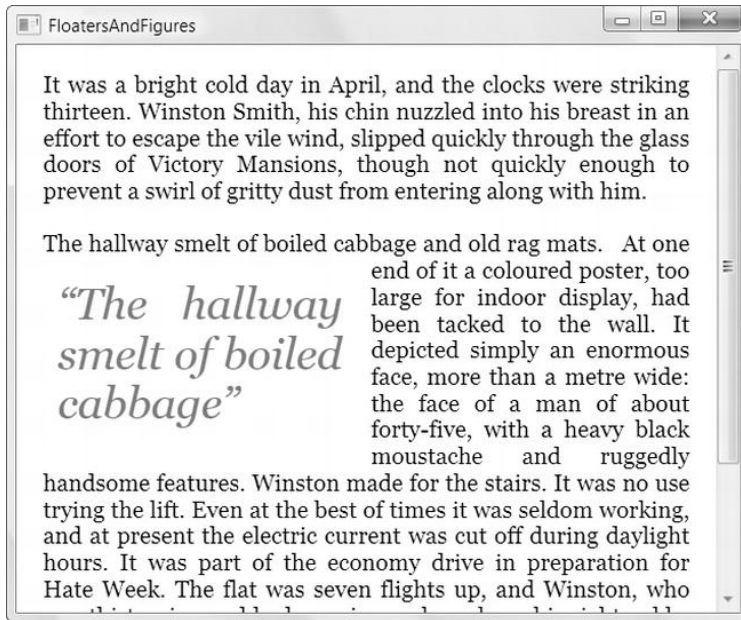 FloatersAndFigures
It was a bright cold day in April, and the clocks were striking
thirteen. Winston Smith, his chin nuzzled into his breast in an
effort to escape the vile wind, slipped quickly through the glass
doors of Victory Mansions, though not quickly enough to
prevent a swirl of gritty dust from entering along with him.
The hallway smelt of boiled cabbage and old rag mats. At one
“The hallway
smelt of boiled
cabbage”
end of it a coloured poster, too
large for indoor display, had
been tacked to the wall. It
depicted simply an enormous
face, more than a metre wide:
the face of a man of about
forty-five, with a heavy black
moustache and ruggedly
handsome features. Winston made for the stairs. It was no use
trying the lift. Even at the best of times it was seldom working,
and at present the electric current was cut off during daylight
hours. It was part of the economy drive in preparation for
Hate Week. The flat was seven flights up, and Winston, who